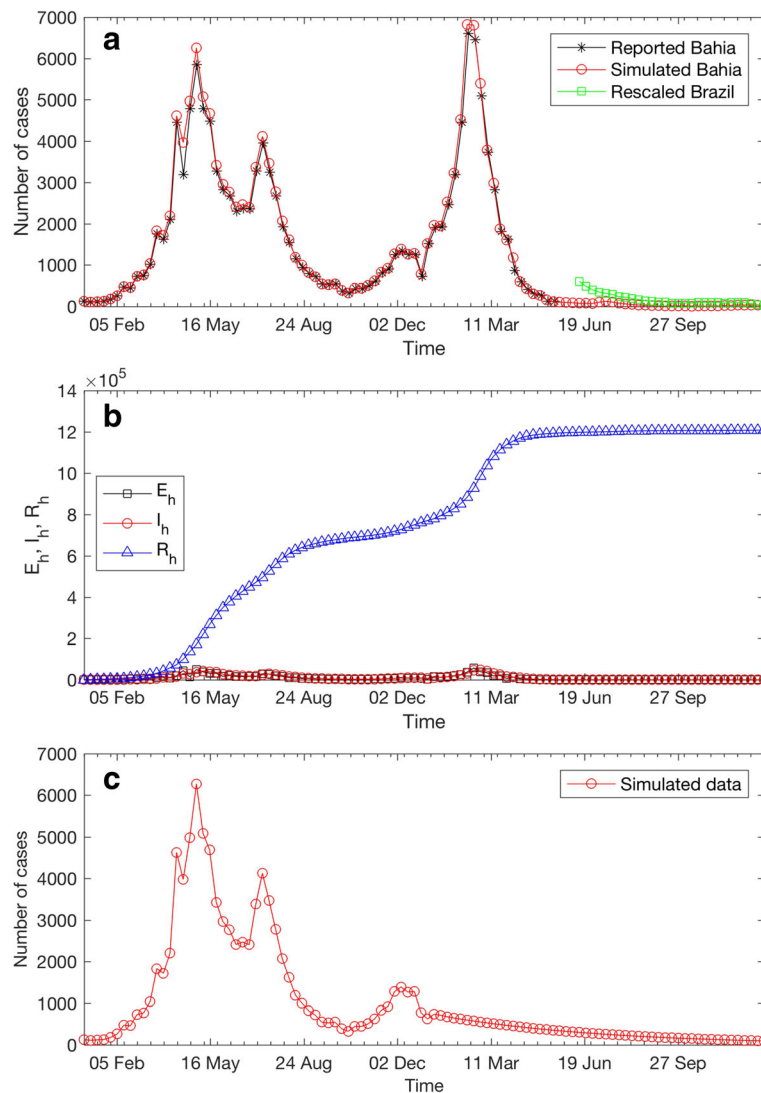 a
7000
6000
5000
4000
3000
2000
1000
0
Number of cases
Reported Bahia
Simulated Bahia
Rescaled Brazil
05 Feb 16 May 24 Aug 02 Dec 11 Mar 19 Jun 27 Sep
Time
b
×10⁵
14
12
10
8
6
4
2
0
E_h, I_h, R_h
E_h
I_h
R_h
05 Feb 16 May 24 Aug 02 Dec 11 Mar 19 Jun 27 Sep
Time
c
7000
6000
5000
4000
3000
2000
1000
0
Number of cases
Simulated data
05 Feb 16 May 24 Aug 02 Dec 11 Mar 19 Jun 27 Sep
Time